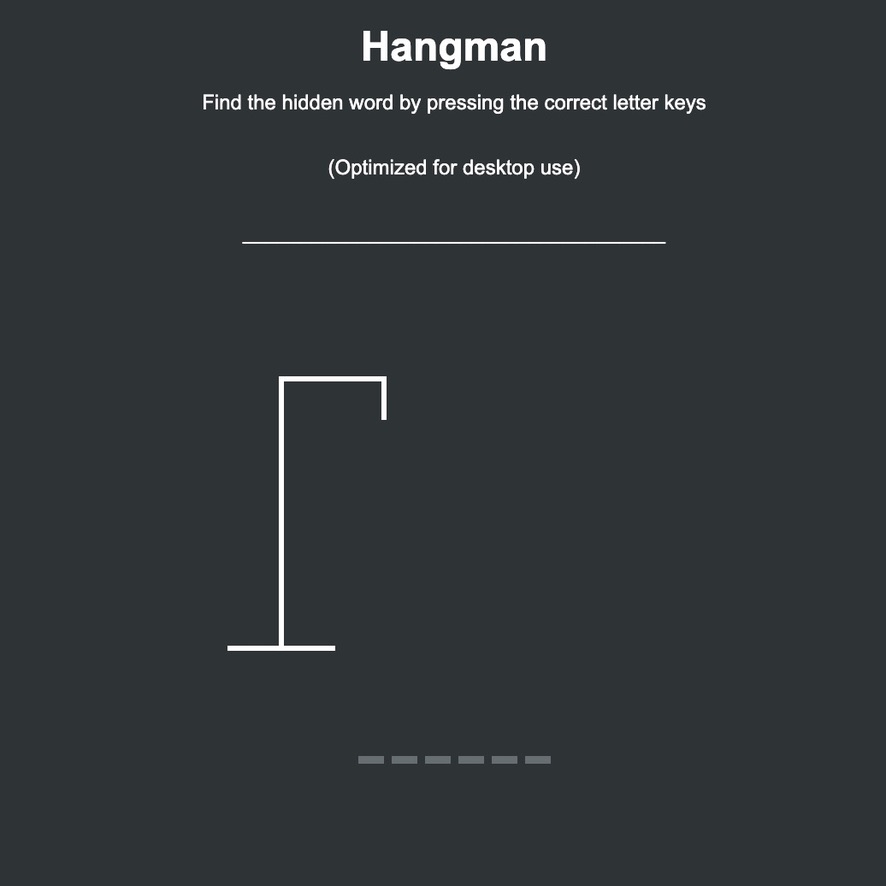 Hangman
Find the hidden word by pressing the correct letter keys
(Optimized for desktop use)